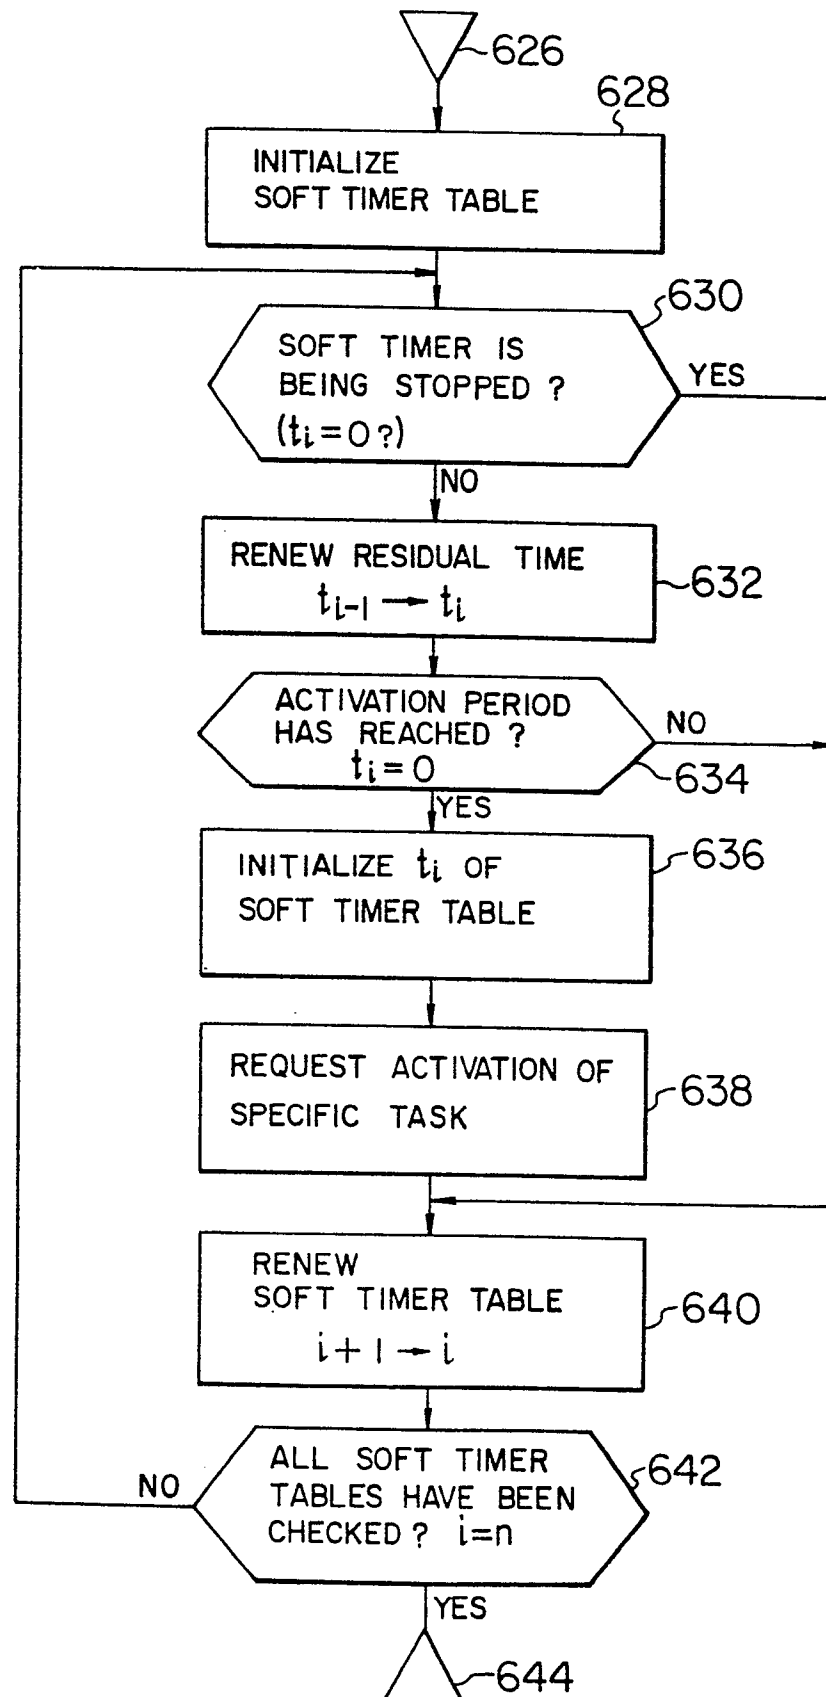 626
628
INITIALIZE
SOFT TIMER TABLE
630
SOFT TIMER IS
BEING STOPPED ?
(ti = 0 ?)
YES
NO
RENEW RESIDUAL TIME
ti-1 → ti
632
ACTIVATION PERIOD
HAS REACHED ?
ti = 0
NO
634
YES
INITIALIZE ti OF
SOFT TIMER TABLE
636
REQUEST ACTIVATION OF
SPECIFIC TASK
638
RENEW
SOFT TIMER TABLE
i + 1 → i
640
ALL SOFT TIMER
TABLES HAVE BEEN
CHECKED ? i=n
642
NO
YES
644